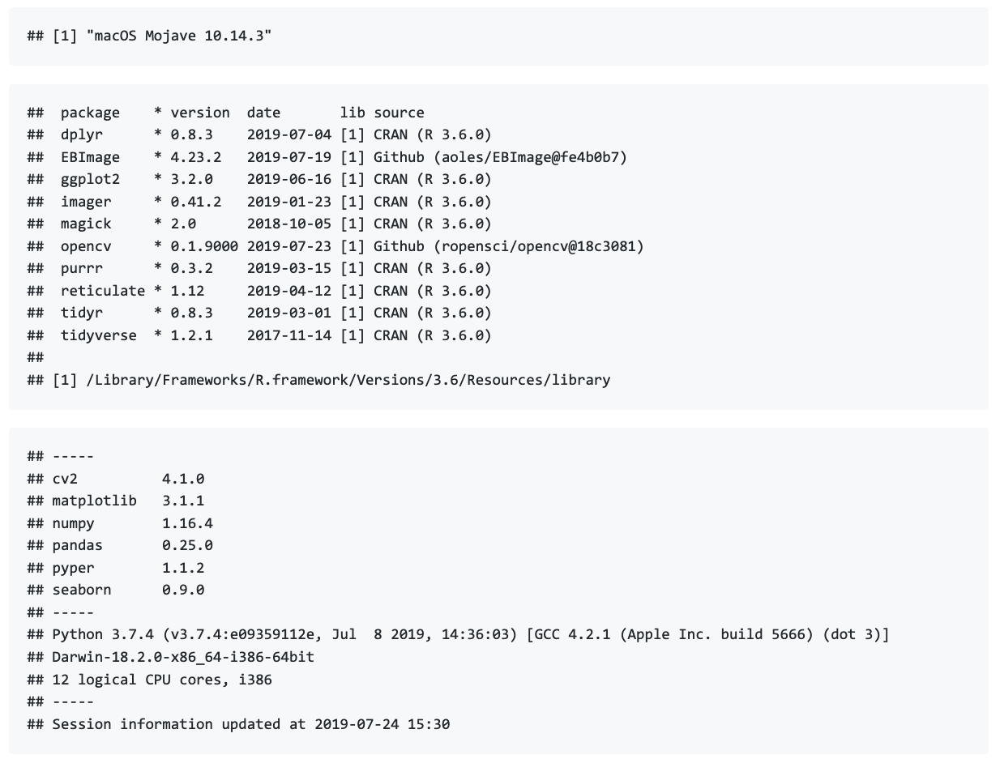 ## [1] "macOS Mojave 10.14.3"
##  package    * version  date       lib source
##  dplyr      * 0.8.3    2019-07-04 [1] CRAN (R 3.6.0)
##  EBImage    * 4.23.2   2019-07-19 [1] Github (aoles/EBImage@fe4b0b7)
##  ggplot2    * 3.2.0    2019-06-16 [1] CRAN (R 3.6.0)
##  imager     * 0.41.2   2019-01-23 [1] CRAN (R 3.6.0)
##  magick     * 2.0      2018-10-05 [1] CRAN (R 3.6.0)
##  opencv     * 0.1.9000 2019-07-23 [1] Github (ropensci/opencv@18c3081)
##  purrr      * 0.3.2    2019-03-15 [1] CRAN (R 3.6.0)
##  reticulate * 1.12     2019-04-12 [1] CRAN (R 3.6.0)
##  tidyr      * 0.8.3    2019-03-01 [1] CRAN (R 3.6.0)
##  tidyverse  * 1.2.1    2017-11-14 [1] CRAN (R 3.6.0)
##
## [1] /Library/Frameworks/R.framework/Versions/3.6/Resources/library
## -----
## cv2          4.1.0
## matplotlib   3.1.1
## numpy        1.16.4
## pandas       0.25.0
## pyper        1.1.2
## seaborn      0.9.0
## -----
## Python 3.7.4 (v3.7.4:e09359112e, Jul  8 2019, 14:36:03) [GCC 4.2.1 (Apple Inc. build 5666) (dot 3)]
## Darwin-18.2.0-x86_64-i386-64bit
## 12 logical CPU cores, i386
## -----
## Session information updated at 2019-07-24 15:30